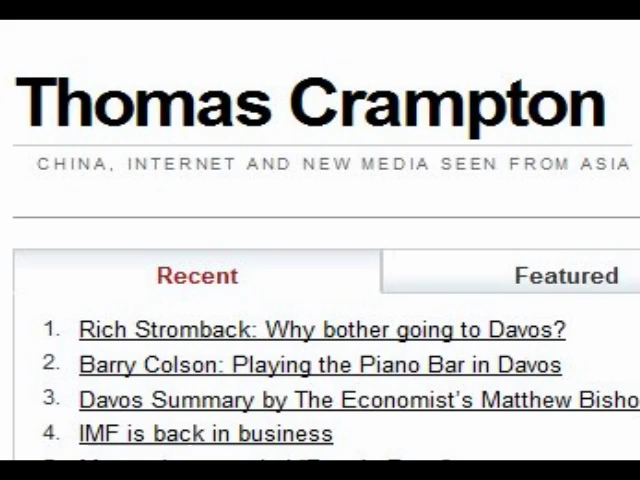 Thomas Crampton
CHINA, INTERNET AND NEW MEDIA SEEN FROM ASIA
Recent
Featured
1. Rich Stromback: Why bother going to Davos?
2. Barry Colson: Playing the Piano Bar in Davos
3. Davos Summary by The Economist's Matthew Bisho
4. IMF is back in business